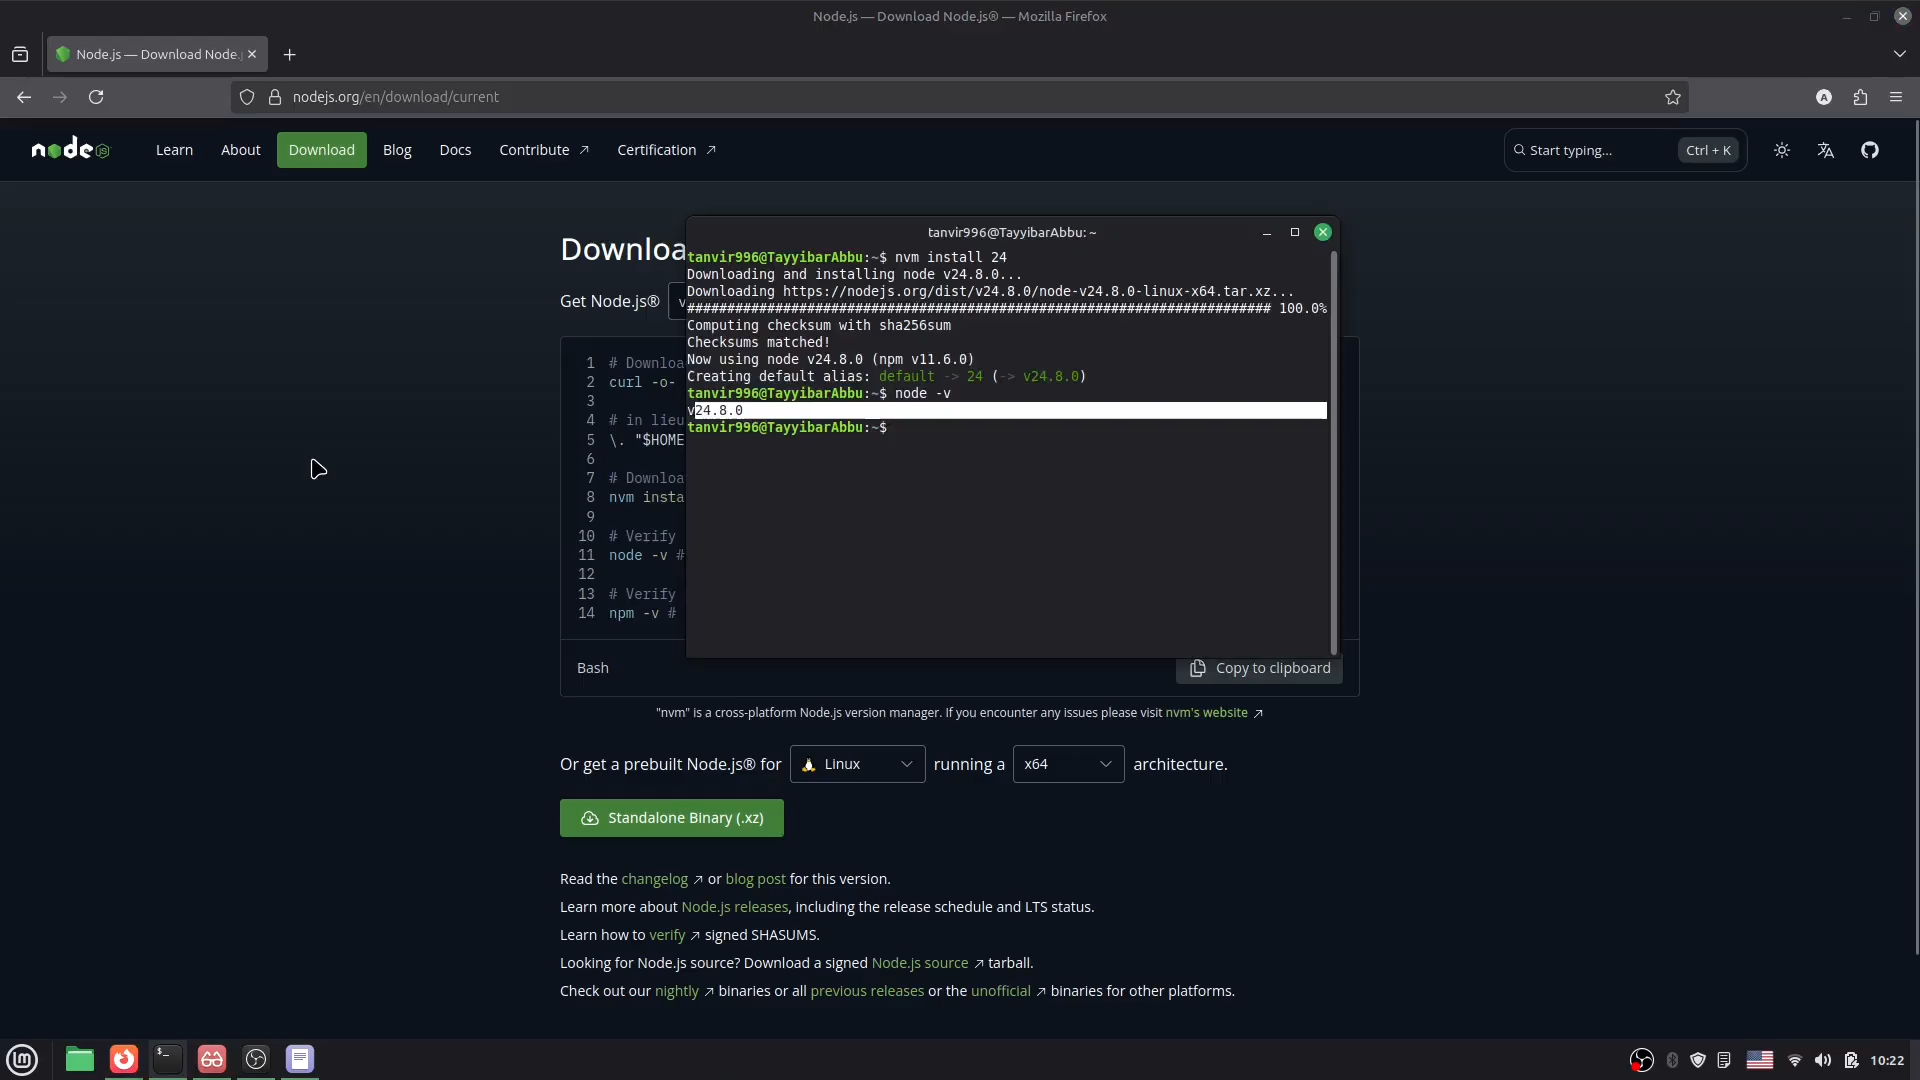 Node.js — Download Node.js® — Mozilla Firefox
Node.js — Download Node.
nodejs.org/en/download/current
A
node JS
Learn
About
Download
Blog
Docs
Contribute
Certification
Start typing...
Ctrl + K
Downloa
tanvir996@TayyibarAbbu: ~
tanvir996@TayyibarAbbu:~$ nvm install 24
Downloading and installing node v24.8.0...
Downloading https://nodejs.org/dist/v24.8.0/node-v24.8.0-linux-x64.tar.xz...
######################################################################### 100.0%
Computing checksum with sha256sum
Checksums matched!
Now using node v24.8.0 (npm v11.6.0)
Creating default alias: default -> 24 (-> v24.8.0)
tanvir996@TayyibarAbbu:~$ node -v
v24.8.0
tanvir996@TayyibarAbbu:~$
Get Node.js® v
1 # Downloa
2 curl -o-
3
4 # in lieu
5 \. "$HOME
6
7 # Downloa
8 nvm insta
9
10 # Verify
11 node -v #
12
13 # Verify
14 npm -v #
Bash
Copy to clipboard
"nvm" is a cross-platform Node.js version manager. If you encounter any issues please visit nvm's website
Or get a prebuilt Node.js® for Linux running a x64 architecture.
Standalone Binary (.xz)
Read the changelog or blog post for this version.
Learn more about Node.js releases, including the release schedule and LTS status.
Learn how to verify signed SHASUMS.
Looking for Node.js source? Download a signed Node.js source tarball.
Check out our nightly binaries or all previous releases or the unofficial binaries for other platforms.
10:22